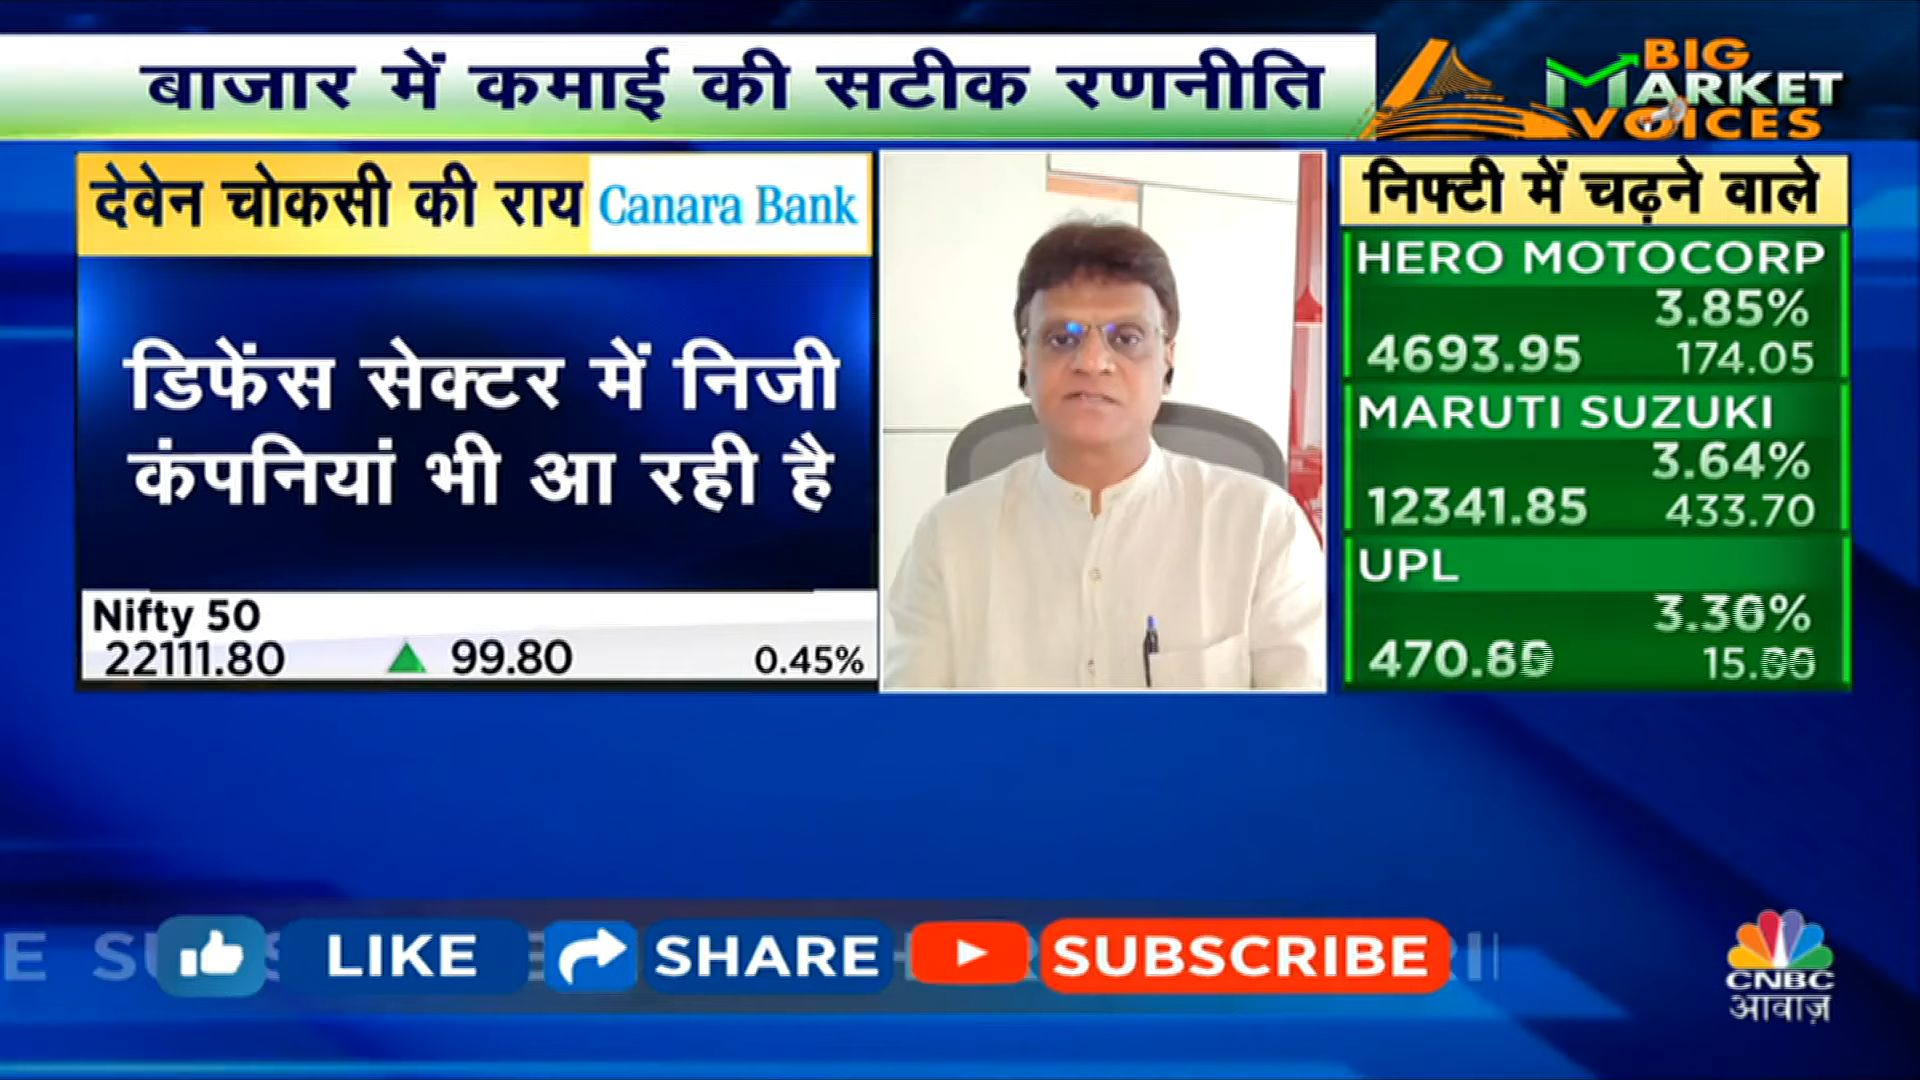 बाजार में कमाई की सटीक रणनीति
BIG
MARKET
VOICES
देवेन चोकसी की राय
Canara Bank
डिफेंस सेक्टर में निजी
कंपनियां भी आ रही है
Nifty 50
22111.80 99.80 0.45%
निफ्टी में चढ़ने वाले
HERO MOTOCORP
3.85%
4693.95 174.05
MARUTI SUZUKI
3.64%
12341.85 433.70
UPL
LIKE SHARE SUBSCRIBE
CNBC
आवाज़